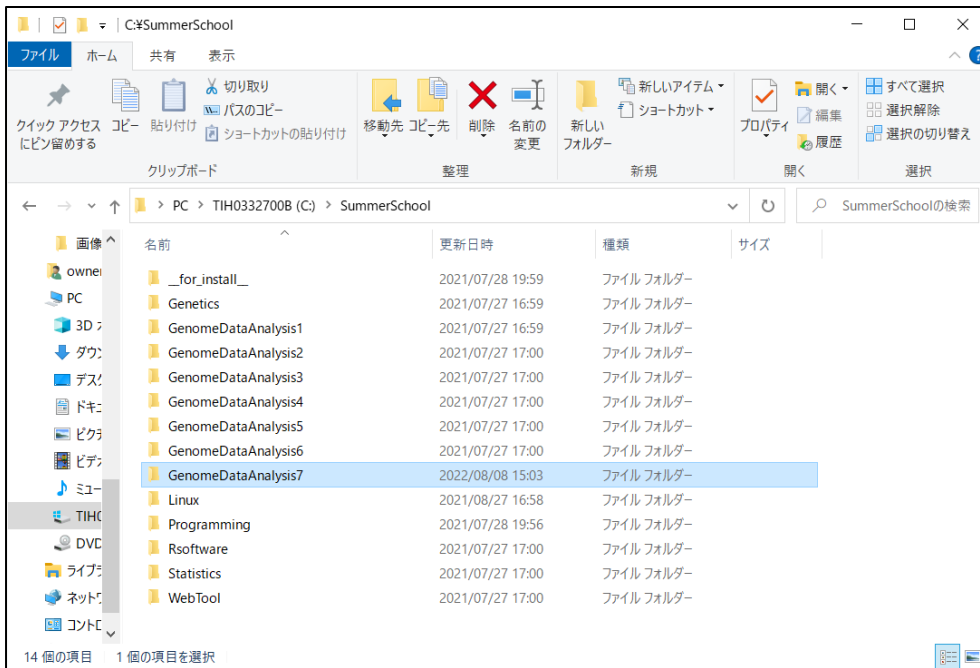 C:¥SummerSchool
ファイル ホーム 共有 表示
クイック アクセス
にピン留めする
コピー
貼り付け
切り取り
パスのコピー
ショートカットの貼り付け
クリップボード
移動先
コピー先
削除
名前の
変更
整理
新しい
フォルダー
新しいアイテム
ショートカット
新規
プロパティ
開く
編集
履歴
開く
すべて選択
選択解除
選択の切り替え
選択
PC > TIH0332700B (C:) > SummerSchool
SummerSchoolの検索
画像
owner
PC
3D
ダウン
デスク
ドキュ
ピクチ
ビデオ
ミュー
TIH0
DVD
ライブラ
ネットワ
コントロ
名前 更新日時 種類 サイズ
__for_install__ 2021/07/28 19:59 ファイル フォルダー
Genetics 2021/07/27 16:59 ファイル フォルダー
GenomeDataAnalysis1 2021/07/27 16:59 ファイル フォルダー
GenomeDataAnalysis2 2021/07/27 17:00 ファイル フォルダー
GenomeDataAnalysis3 2021/07/27 17:00 ファイル フォルダー
GenomeDataAnalysis4 2021/07/27 17:00 ファイル フォルダー
GenomeDataAnalysis5 2021/07/27 17:00 ファイル フォルダー
GenomeDataAnalysis6 2021/07/27 17:00 ファイル フォルダー
GenomeDataAnalysis7 2022/08/08 15:03 ファイル フォルダー
Linux 2021/08/27 16:58 ファイル フォルダー
Programming 2021/07/28 19:56 ファイル フォルダー
Rsoftware 2021/07/27 17:00 ファイル フォルダー
Statistics 2021/07/27 17:00 ファイル フォルダー
WebTool 2021/07/27 17:00 ファイル フォルダー
14 個の項目 1 個の項目を選択